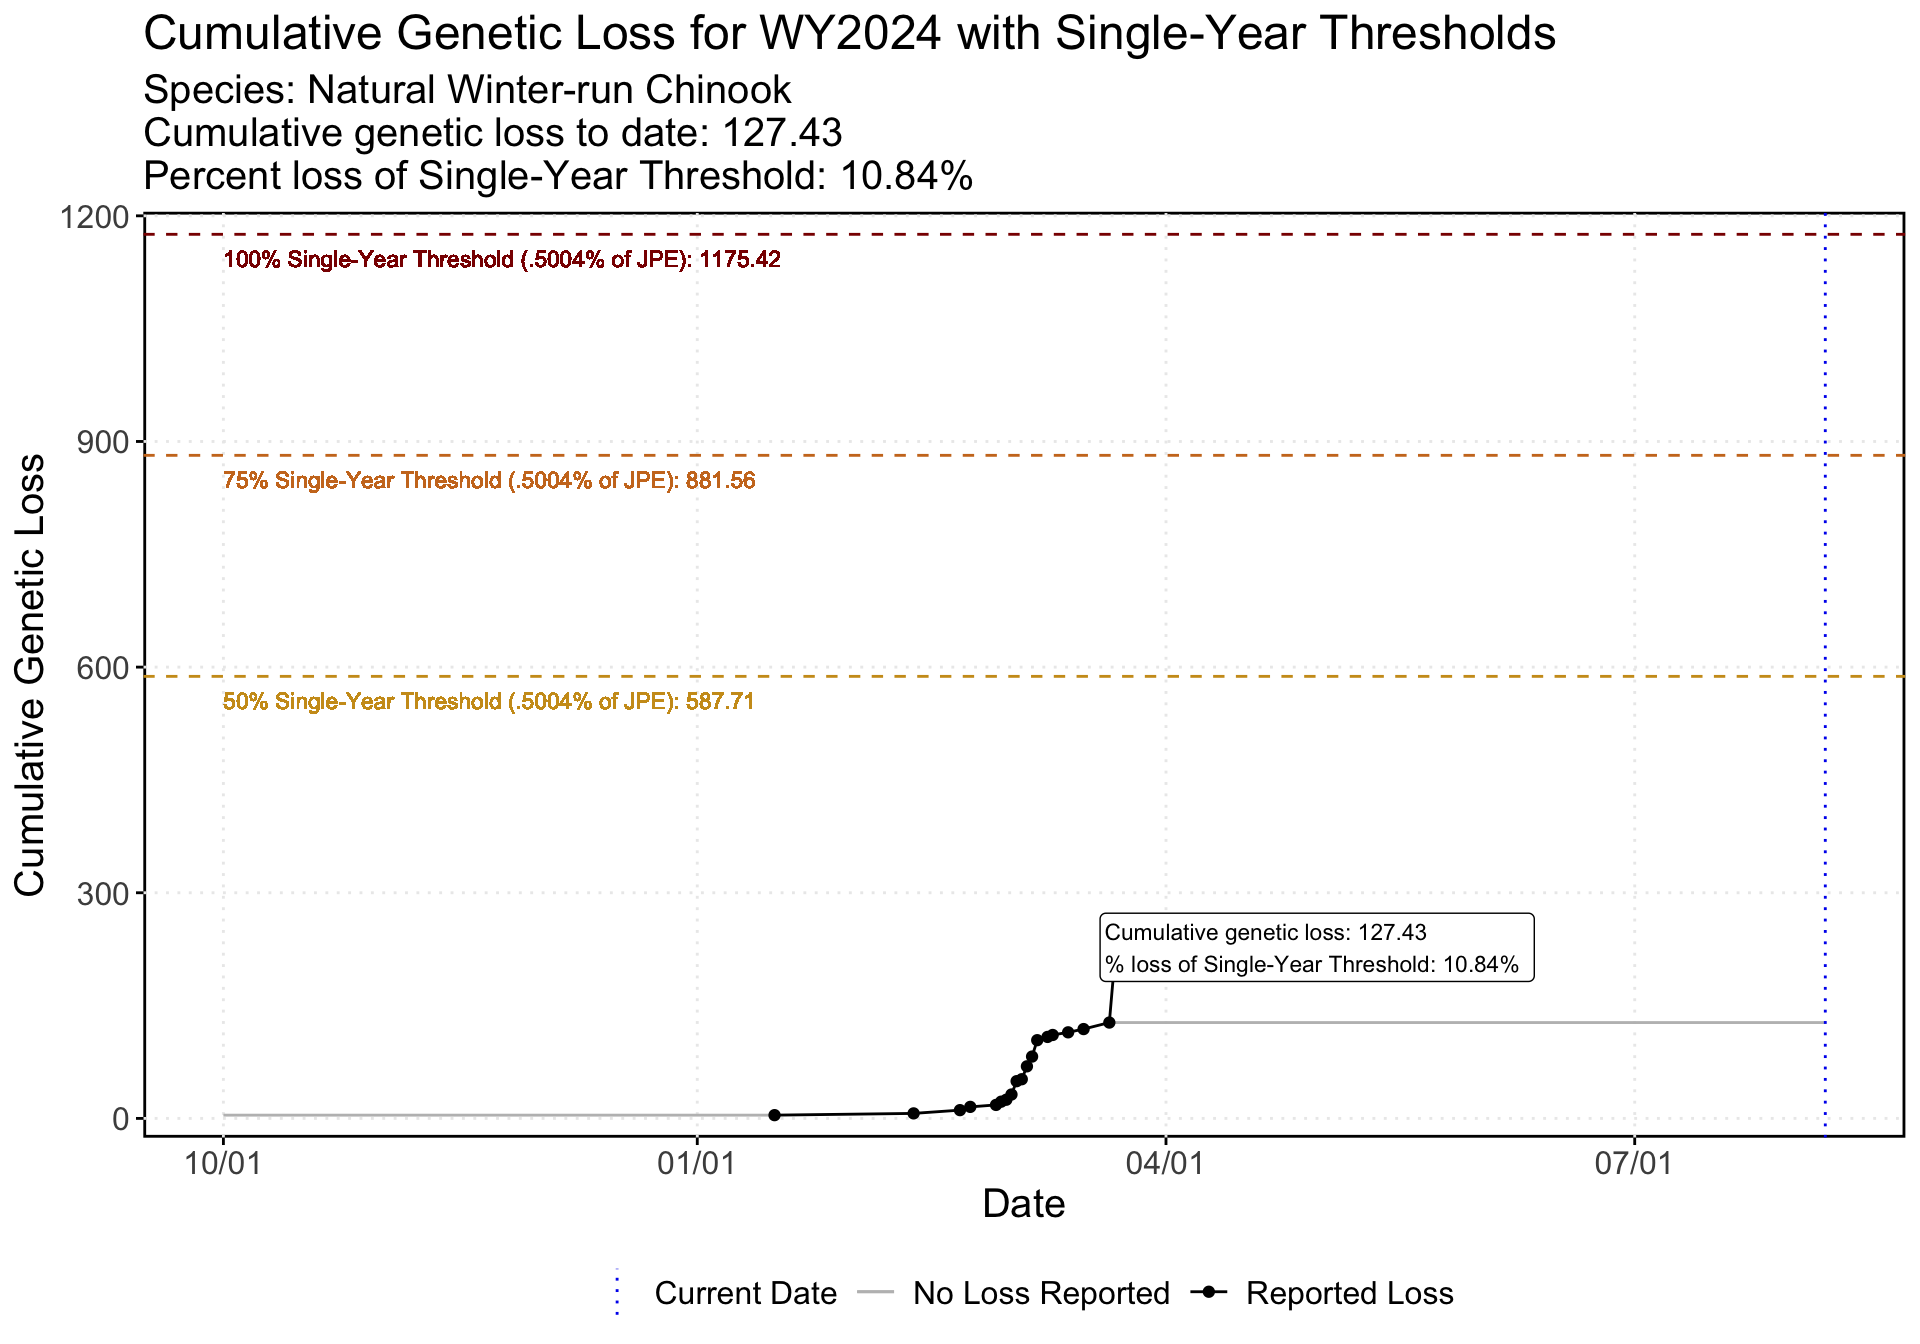 Cumulative Genetic Loss for WY2024 with Single-Year Thresholds
Species: Natural Winter-run Chinook
Cumulative genetic loss to date: 127.43
Percent loss of Single-Year Threshold: 10.84%
1200
100% Single-Year Threshold (.5004% of JPE): 1175.42
900
75% Single-Year Threshold (.5004% of JPE): 881.56
600
50% Single-Year Threshold (.5004% of JPE): 587.71
Cumulative Genetic Loss
300
Cumulative genetic loss: 127.43
% loss of Single-Year Threshold: 10.84%
0
10/01 01/01 04/01 07/01
Date
Current Date No Loss Reported Reported Loss